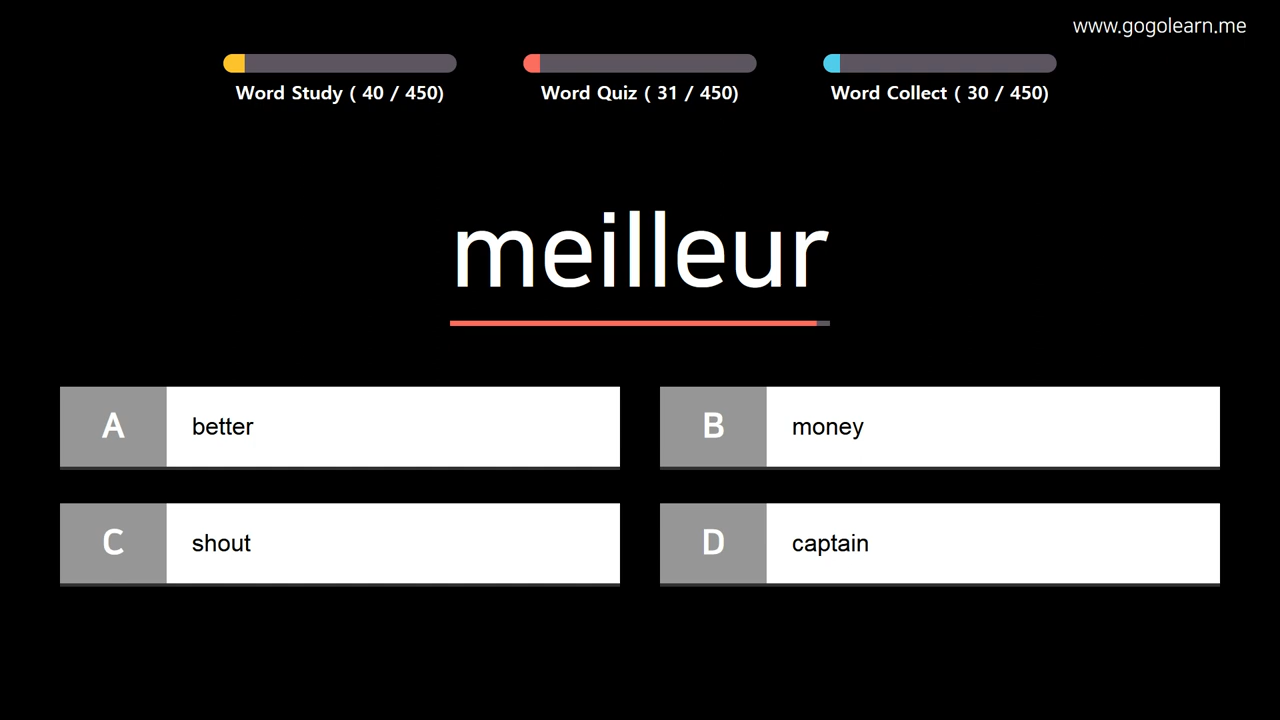 www.gogolearn.me
Word Study ( 40 / 450)
Word Quiz ( 31 / 450)
Word Collect ( 30 / 450)
meilleur
A better
B money
C shout
D captain